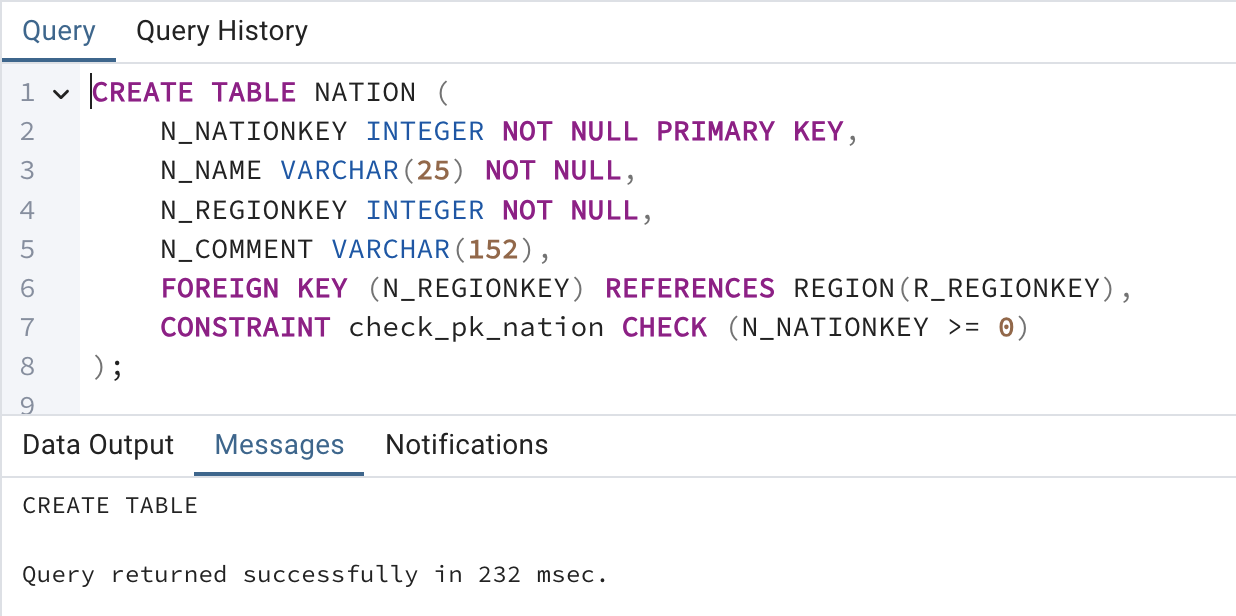 Query Query History
1 CREATE TABLE NATION (
2 N_NATIONKEY INTEGER NOT NULL PRIMARY KEY,
3 N_NAME VARCHAR(25) NOT NULL,
4 N_REGIONKEY INTEGER NOT NULL,
5 N_COMMENT VARCHAR(152),
6 FOREIGN KEY (N_REGIONKEY) REFERENCES REGION(R_REGIONKEY),
7 CONSTRAINT check_pk_nation CHECK (N_NATIONKEY >= 0)
8 );
9
Data Output Messages Notifications
CREATE TABLE
Query returned successfully in 232 msec.